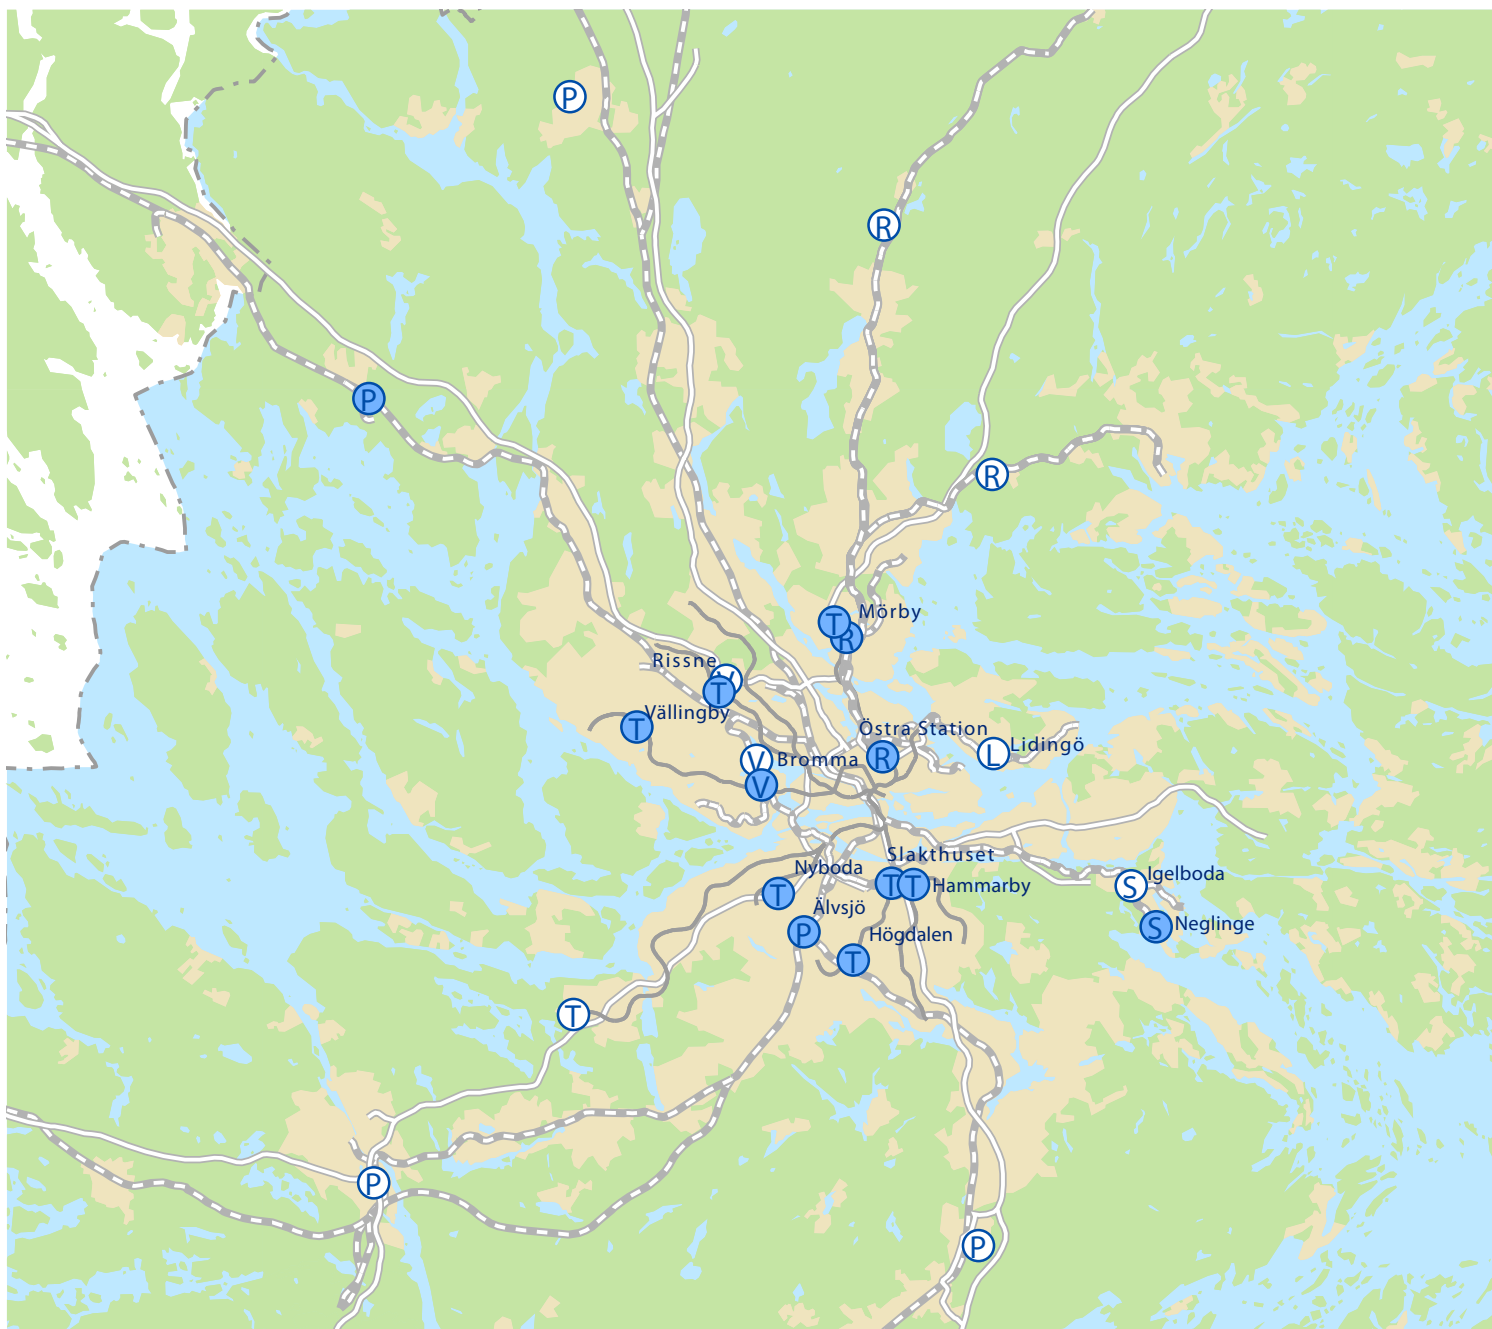 P
R
P
R
Mörby
T
R
Rissne
V
T
Vällingby
T
Östra Station
R
L
Lidingö
V
Bromma
V
Slakthuset
Nyboda
T
T
T
Hammarby
Igelboda
S
Älvsjö
P
Högdalen
T
S
Neglinge
T
P
P